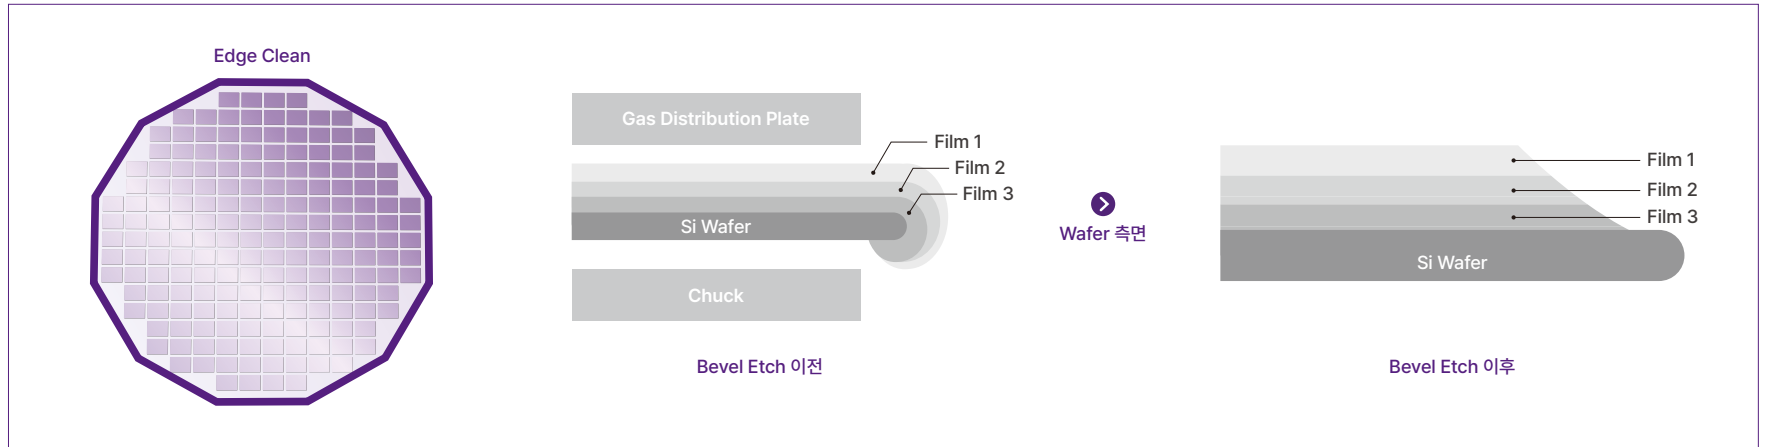 Edge Clean
Gas Distribution Plate
Film 1
Film 2
Film 3
Si Wafer
Chuck
Bevel Etch 이전
Wafer 측면
Film 1
Film 2
Film 3
Si Wafer
Bevel Etch 이후